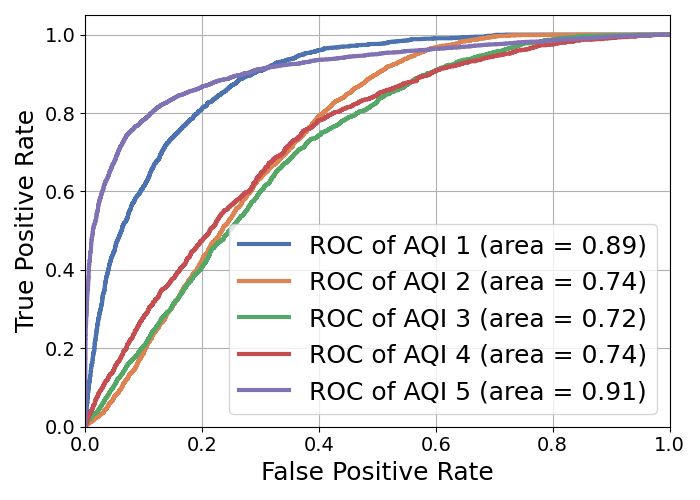 True Positive Rate
1.0
0.8
0.6
0.4
0.2
0.0
ROC of AQI 1 (area = 0.89)
ROC of AQI 2 (area = 0.74)
ROC of AQI 3 (area = 0.72)
ROC of AQI 4 (area = 0.74)
ROC of AQI 5 (area = 0.91)
0.0 0.2 0.4 0.6 0.8 1.0
False Positive Rate